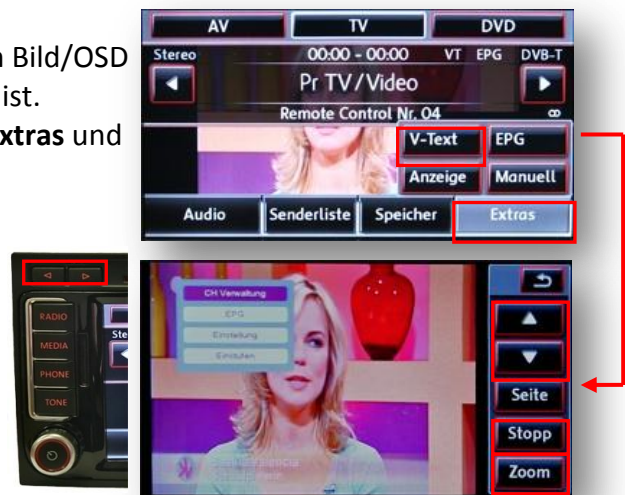 Bild/OSD
ist.
xtras und
AV TV DVD
Stereo 00:00 - 00:00 VT EPG DVB-T
Pr TV/Video
Remote Control Nr. 04
V-Text EPG
Anzeige Manuell
Audio Senderliste Speicher Extras
RADIO
MEDIA
PHONE
TONE
Ste
CH Verwaltung
EPG
Einstellung
Einlaufen
Seite
Stopp
Zoom